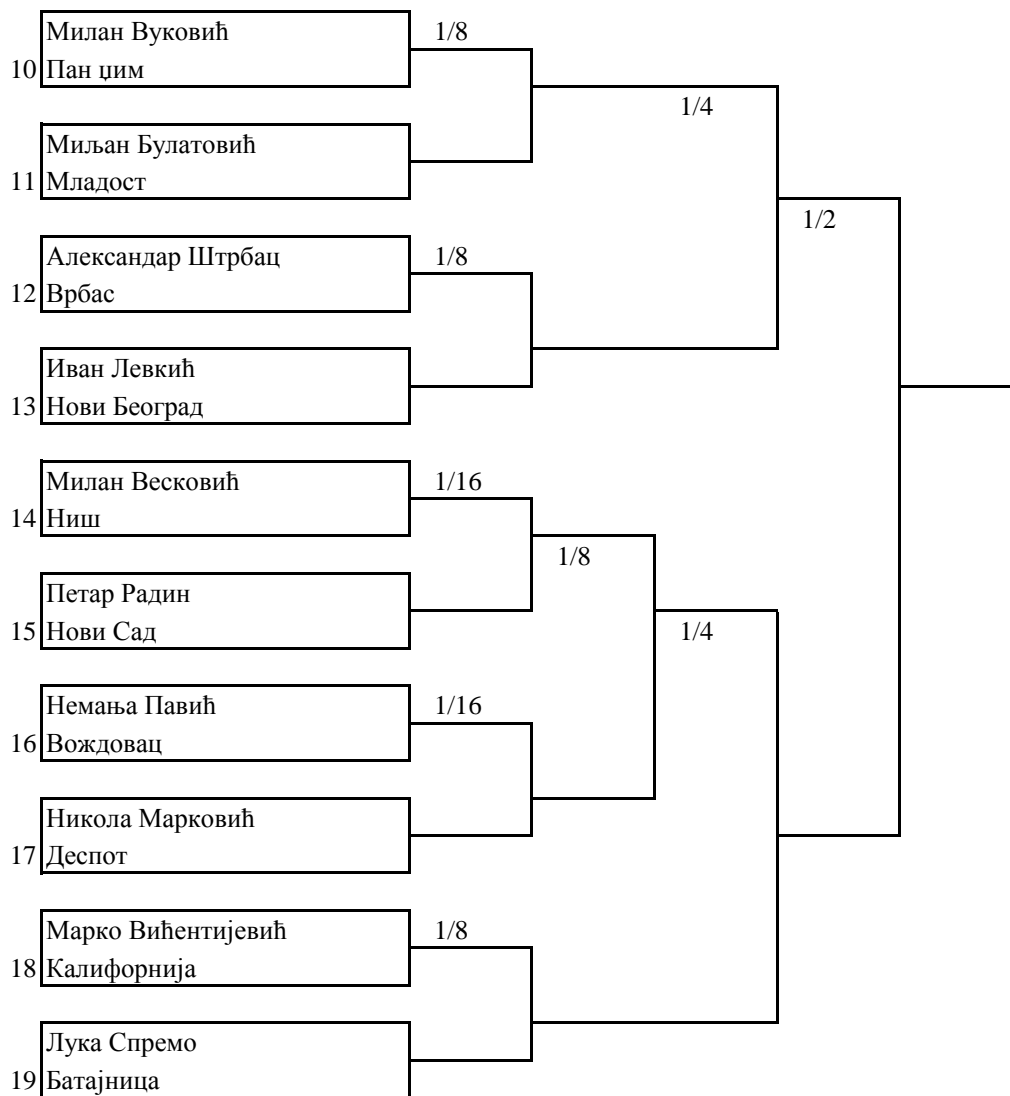 Милан Вуковић
1/8
10 Пан џим
1/4
Миљан Булатовић
11 Младост
1/2
Александар Штрбац
1/8
12 Врбас
Иван Левкић
13 Нови Београд
Милан Весковић
1/16
14 Ниш
1/8
Петар Радин
15 Нови Сад
1/4
Немања Павић
1/16
16 Вождовац
Никола Марковић
17 Деспот
Марко Вићентијевић
1/8
18 Калифорнија
Лука Спремо
19 Батајница